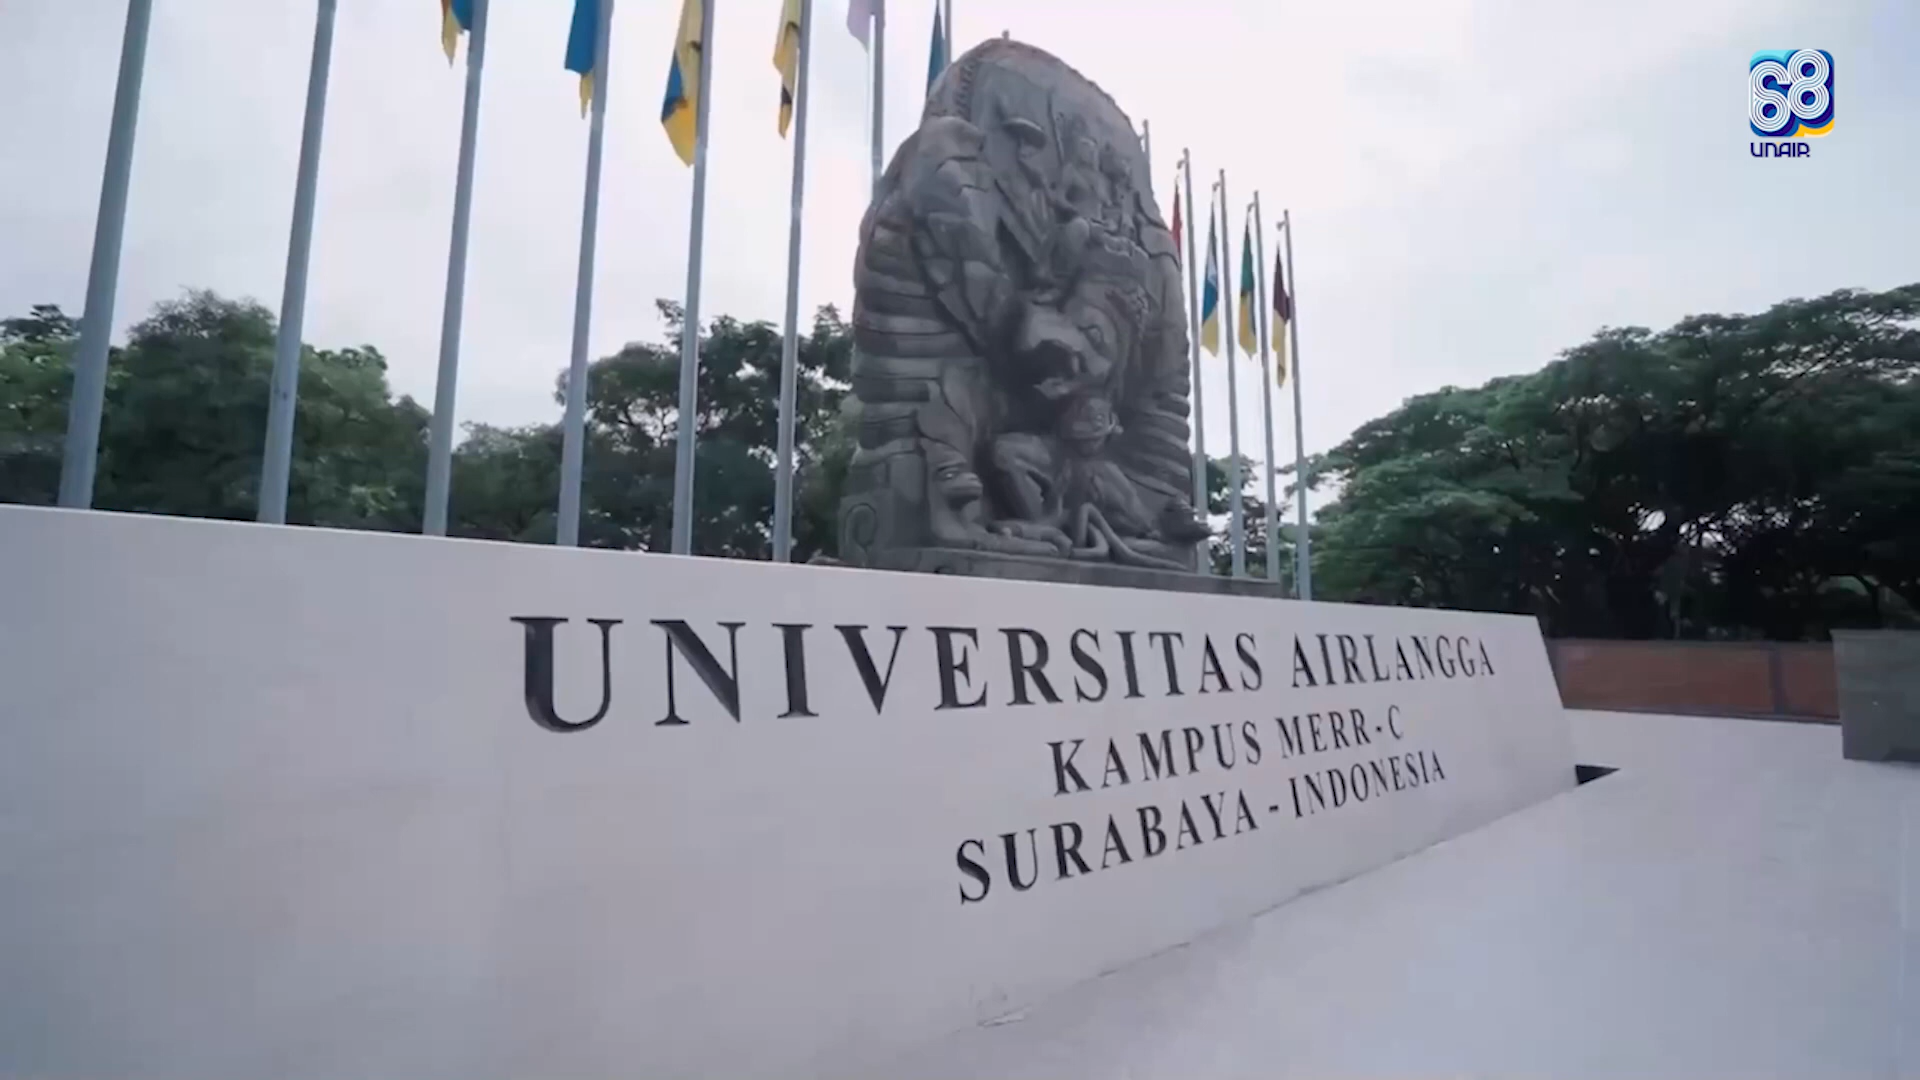 68
UNAIR
UNIVERSITAS AIRLANGGA
KAMPUS MERR-C
SURABAYA - INDONESIA